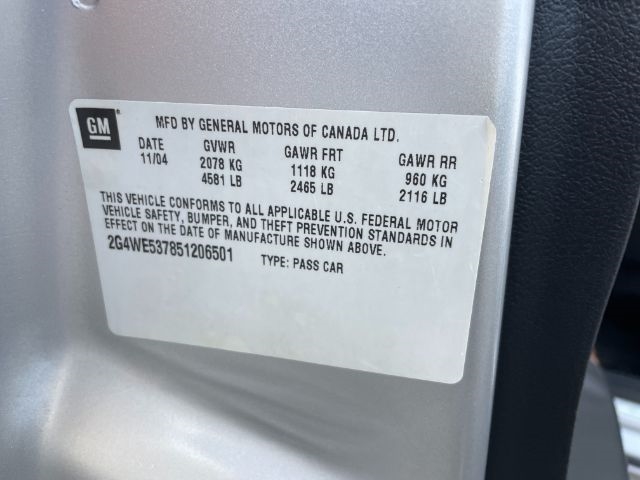 GM
MFD BY GENERAL MOTORS OF CANADA LTD.
DATE GVWR GAWR FRT GAWR RR
11/04 2078 KG 1118 KG 960 KG
4581 LB 2465 LB 2116 LB
THIS VEHICLE CONFORMS TO ALL APPLICABLE U.S. FEDERAL MOTOR
VEHICLE SAFETY, BUMPER, AND THEFT PREVENTION STANDARDS IN
EFFECT ON THE DATE OF MANUFACTURE SHOWN ABOVE.
2G4WE537851206501 TYPE: PASS CAR